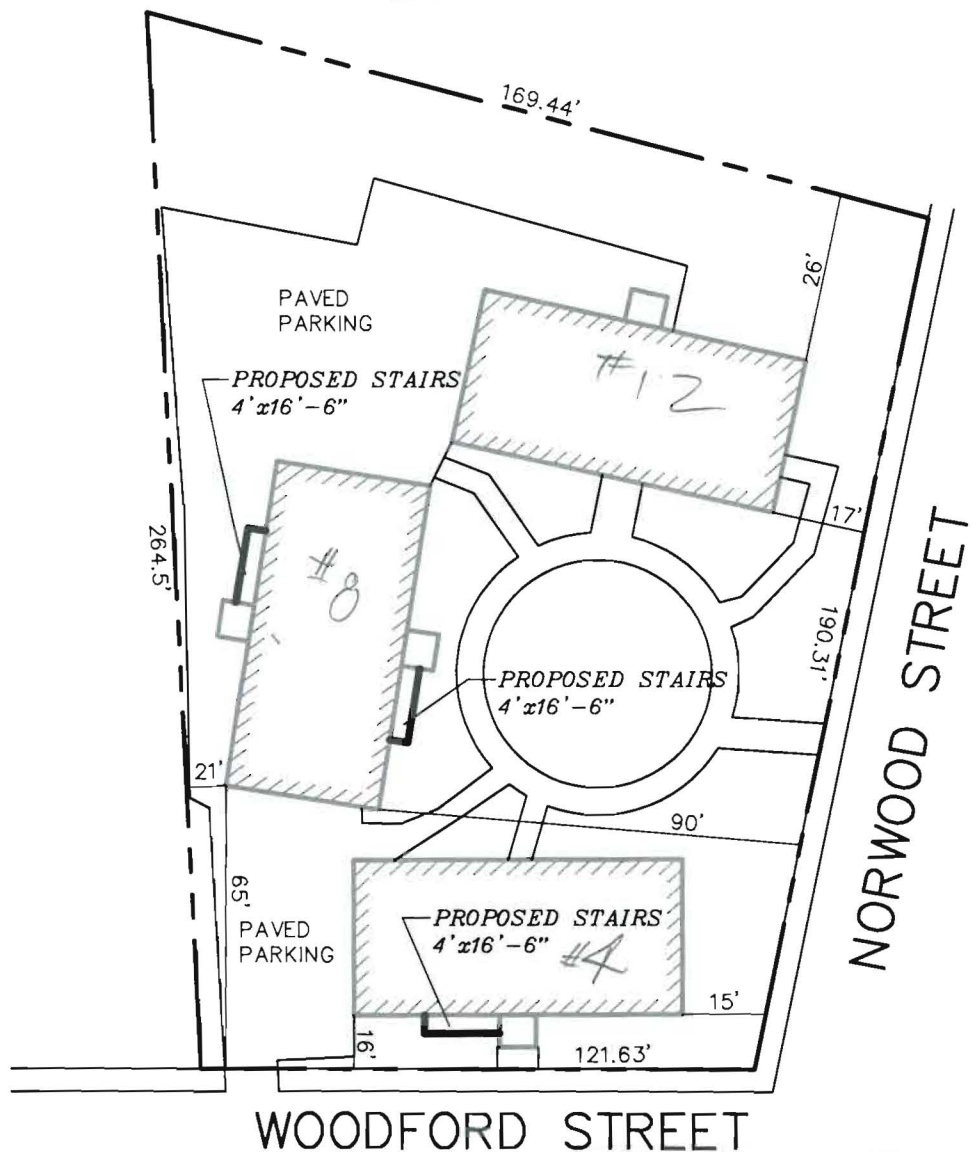 169.44'
26'
PAVED
PARKING
#12
PROPOSED STAIRS
4'x16'-6"
17'
264.5'
#8
190.31'
NORWOOD STREET
PROPOSED STAIRS
4'x16'-6"
21'
90'
65'
PAVED
PARKING
PROPOSED STAIRS
4'x16'-6"
#4
15'
16'
121.63'
WOODFORD STREET